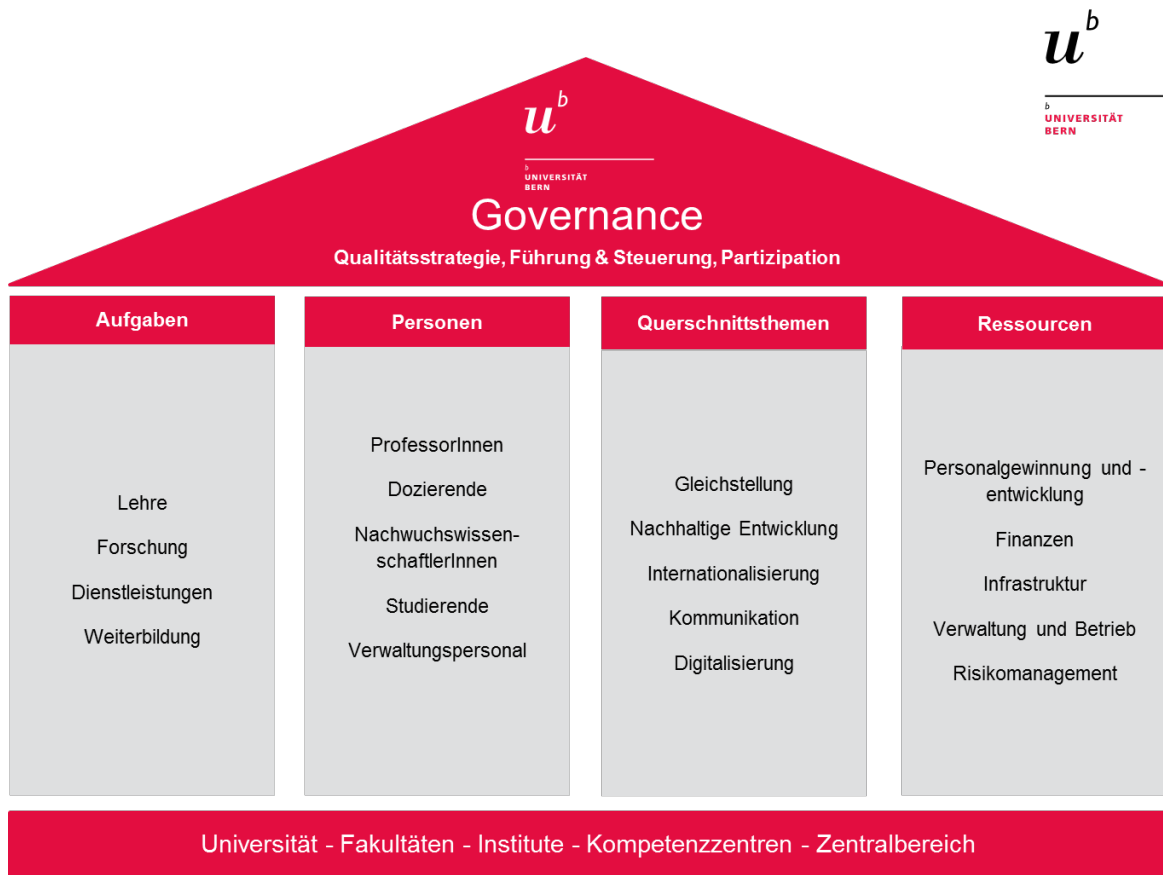 u^b
b
UNIVERSITÄT
BERN
u^b
b
UNIVERSITÄT
BERN
Governance
Qualitätsstrategie, Führung & Steuerung, Partizipation
Aufgaben
Lehre
Forschung
Dienstleistungen
Weiterbildung
Personen
ProfessorInnen
Dozierende
Nachwuchswissen-
schaftlerInnen
Studierende
Verwaltungspersonal
Querschnittsthemen
Gleichstellung
Nachhaltige Entwicklung
Internationalisierung
Kommunikation
Digitalisierung
Ressourcen
Personalgewinnung und -
entwicklung
Finanzen
Infrastruktur
Verwaltung und Betrieb
Risikomanagement
Universität - Fakultäten - Institute - Kompetenzzentren - Zentralbereich